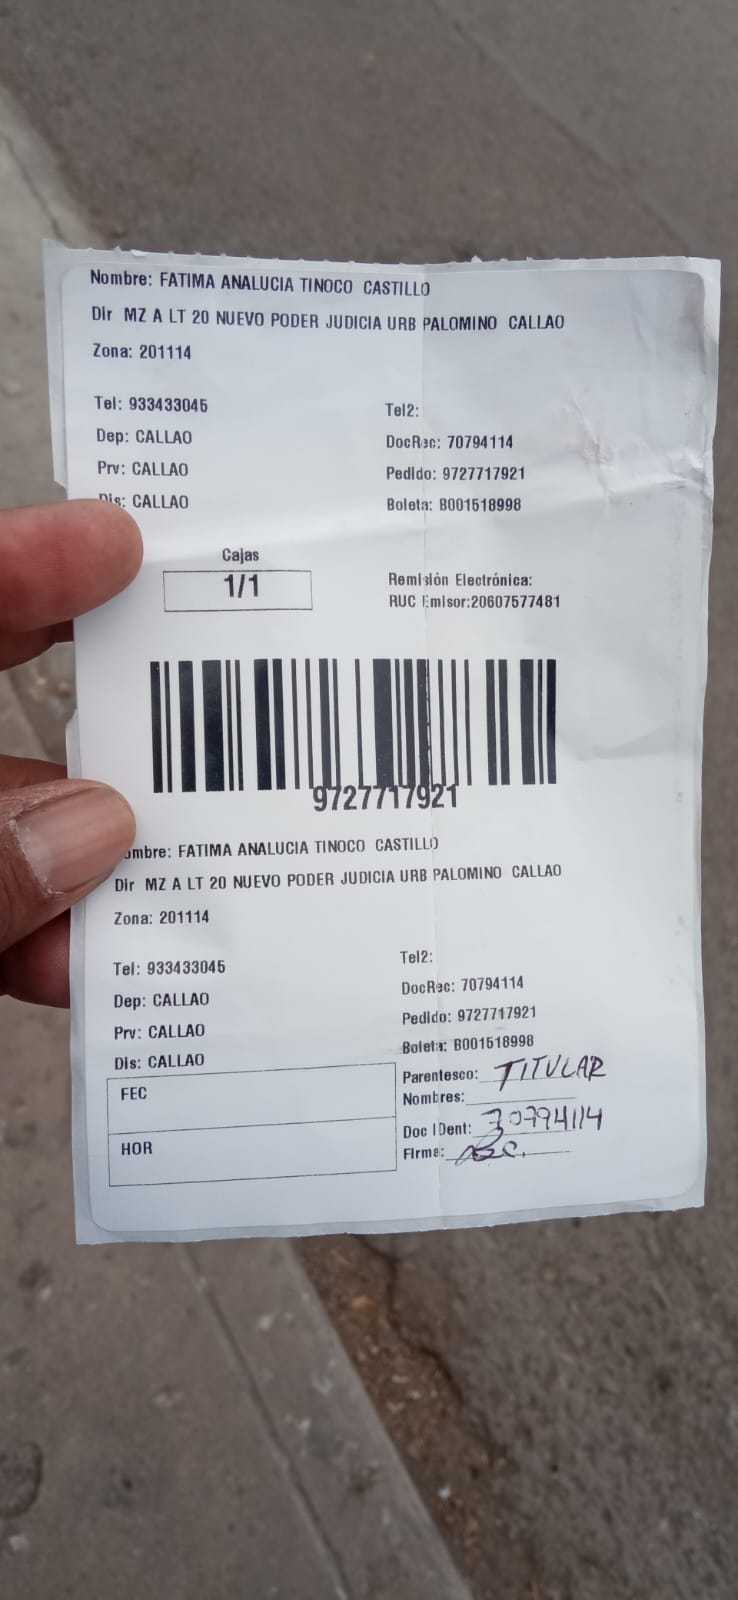 Nombre: FATIMA ANALUCIA TINOCO CASTILLO
Dir MZ A LT 20 NUEVO PODER JUDICIA URB PALOMINO CALLAO
Zona: 201114
Tel: 933433045
Tel2:
Dep: CALLAO
DocRec: 70794114
Prv: CALLAO
Pedido: 9727717921
Dis: CALLAO
Boleta: B001518998
Cajas
1/1
Remisión Electrónica:
RUC Emisor:20607577481
9727717921
Nombre: FATIMA ANALUCIA TINOCO CASTILLO
Dir MZ A LT 20 NUEVO PODER JUDICIA URB PALOMINO CALLAO
Zona: 201114
Tel: 933433045
Tel2:
Dep: CALLAO
DocRec: 70794114
Prv: CALLAO
Pedido: 9727717921
Dis: CALLAO
Boleta: B001518998
FEC
Parentesco: TITULAR
Nombres:
HOR
Doc IDent: 70794114
Firma: